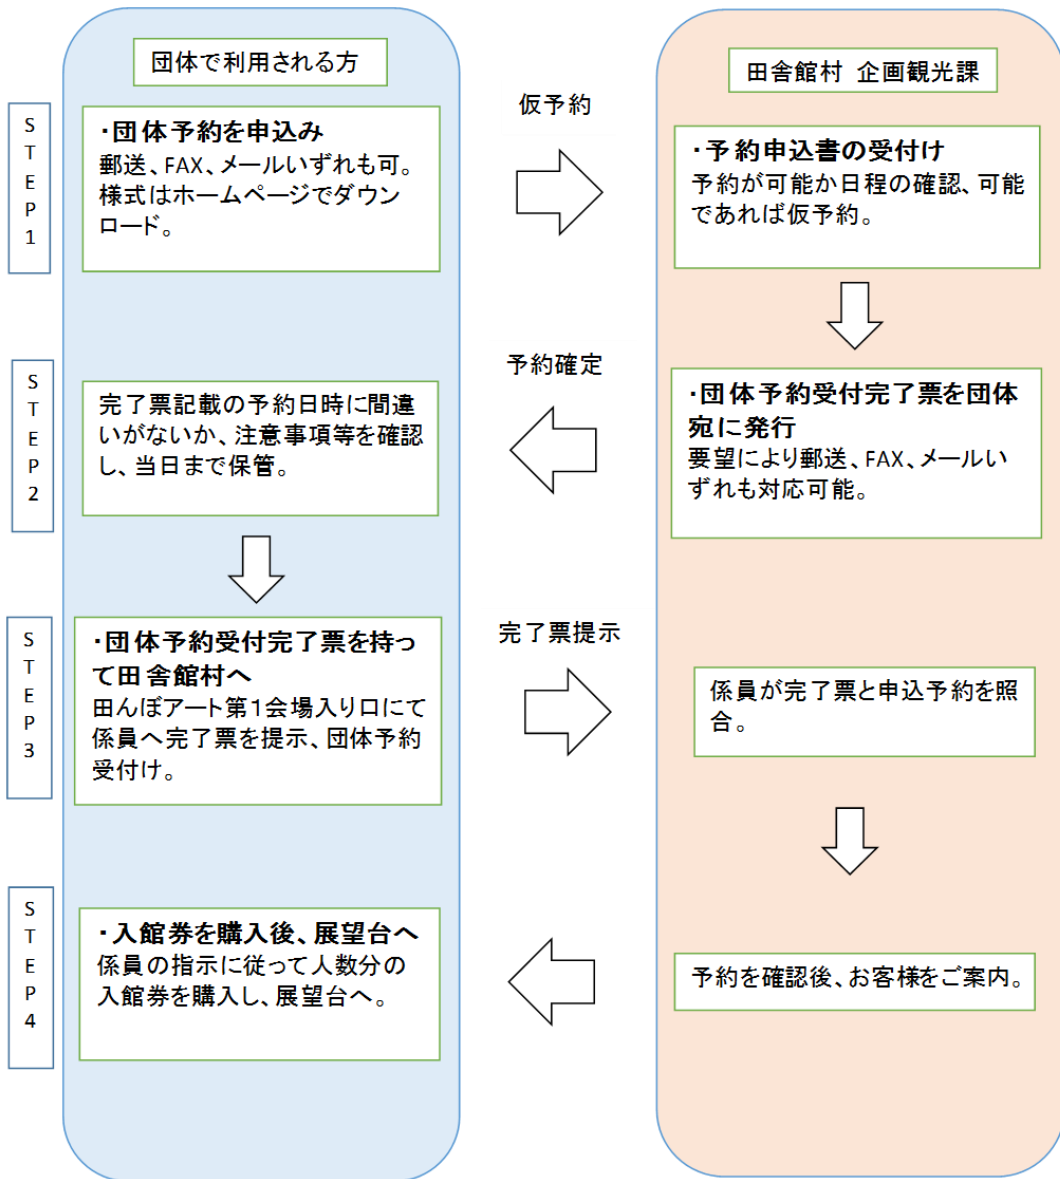 団体で利用される方
田舎館村 企画観光課
STEP1
・団体予約を申込み
郵送、FAX、メールいずれも可。
様式はホームページでダウン
ロード。
仮予約
・予約申込書の受付け
予約が可能か日程の確認、可能
であれば仮予約。
STEP2
完了票記載の予約日時に間違
いがないか、注意事項等を確認
し、当日まで保管。
予約確定
・団体予約受付完了票を団体
宛に発行
要望により郵送、FAX、メールい
ずれも対応可能。
STEP3
・団体予約受付完了票を持っ
て田舎館村へ
田んぼアート第1会場入り口にて
係員へ完了票を提示、団体予約
受付け。
完了票提示
係員が完了票と申込予約を照
合。
STEP4
・入館券を購入後、展望台へ
係員の指示に従って人数分の
入館券を購入し、展望台へ。
予約を確認後、お客様をご案内。